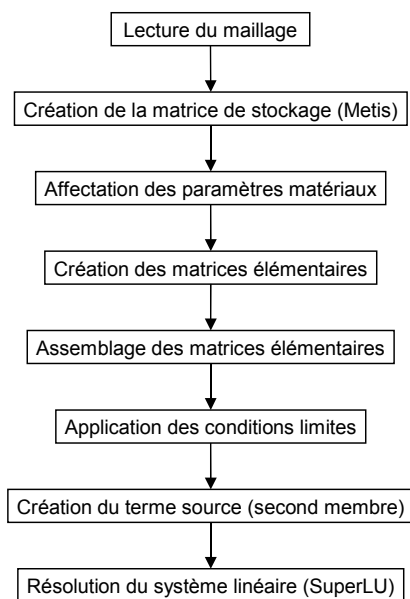 Lecture du maillage
Création de la matrice de stockage (Metis)
Affectation des paramètres matériaux
Création des matrices élémentaires
Assemblage des matrices élémentaires
Application des conditions limites
Création du terme source (second membre)
Résolution du système linéaire (SuperLU)